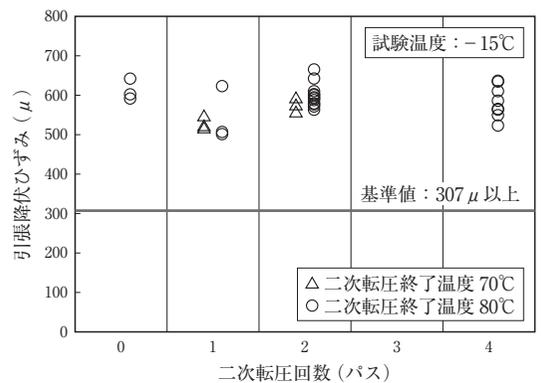 800
700
600
500
400
300
200
100
0
引張降伏ひずみ（μ）
試験温度：－15℃
基準値：307μ以上
△ 二次転圧終了温度 70℃
○ 二次転圧終了温度 80℃
0 1 2 3 4
二次転圧回数（パス）